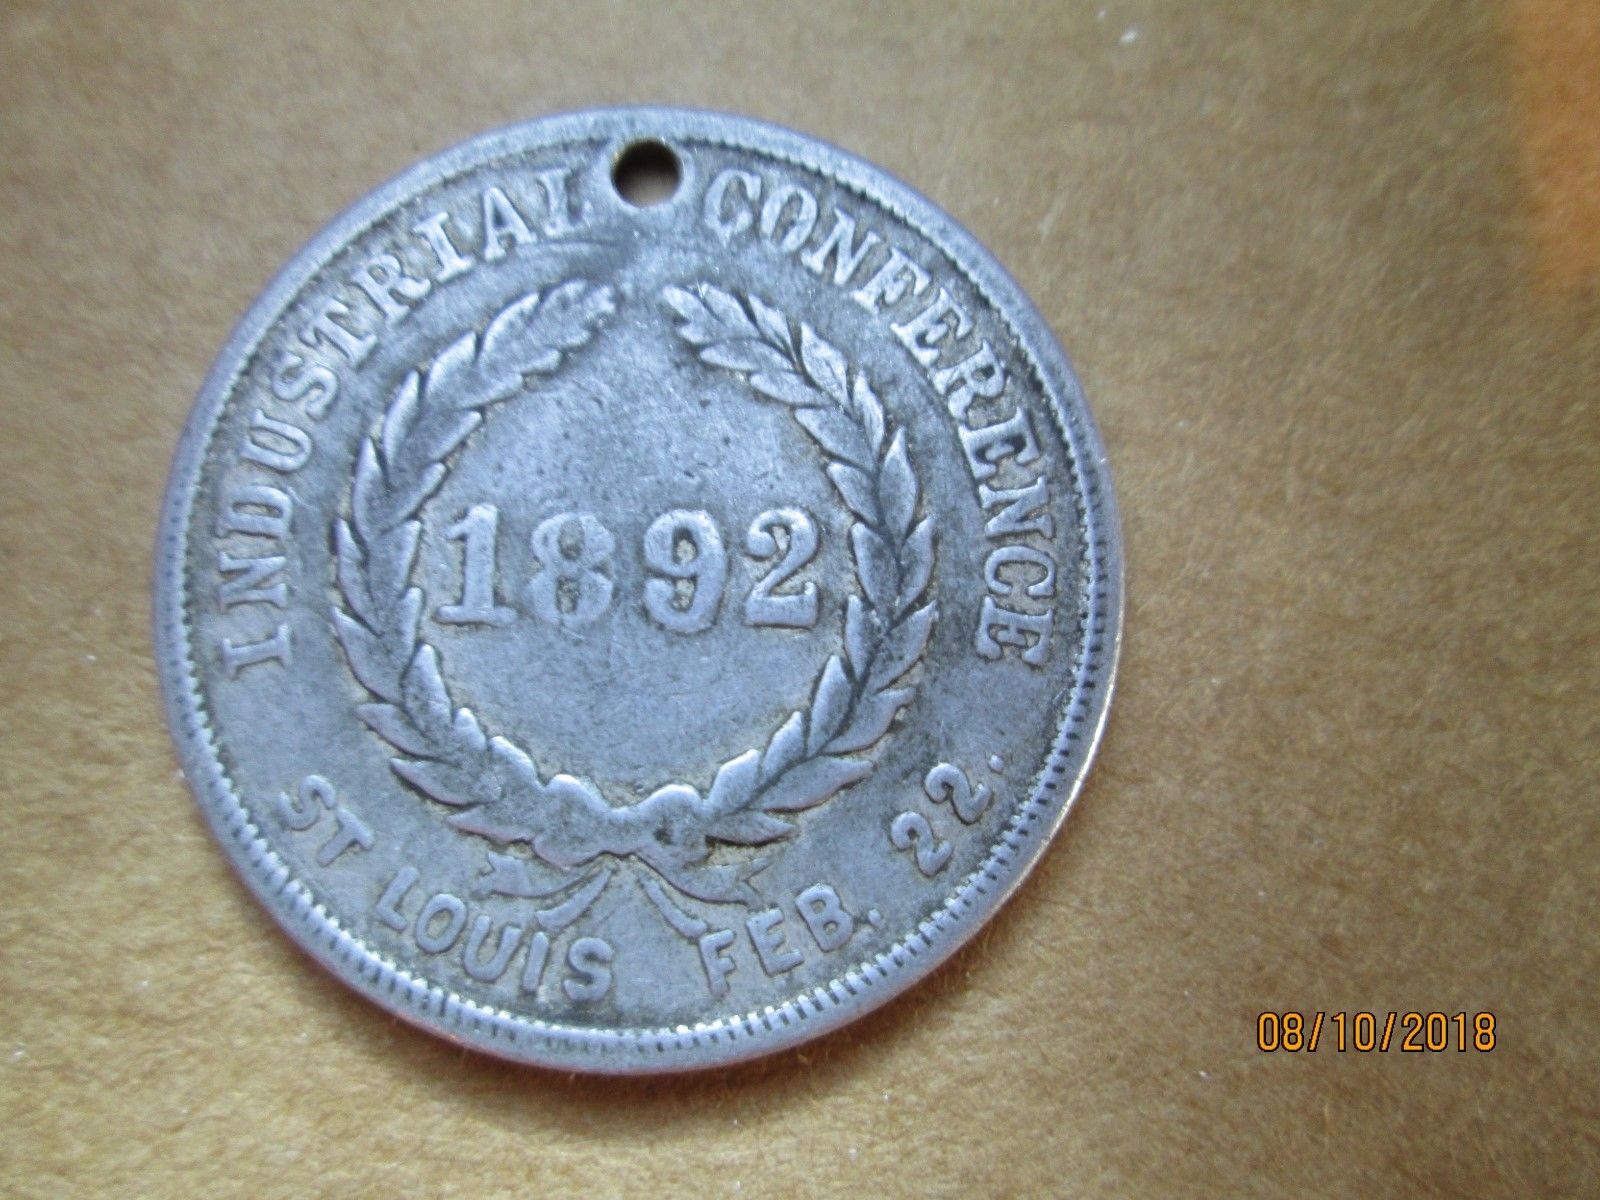 INDUSTRIAL CONFERENCE
1892
ST LOUIS FEB. 22.
08/10/2018